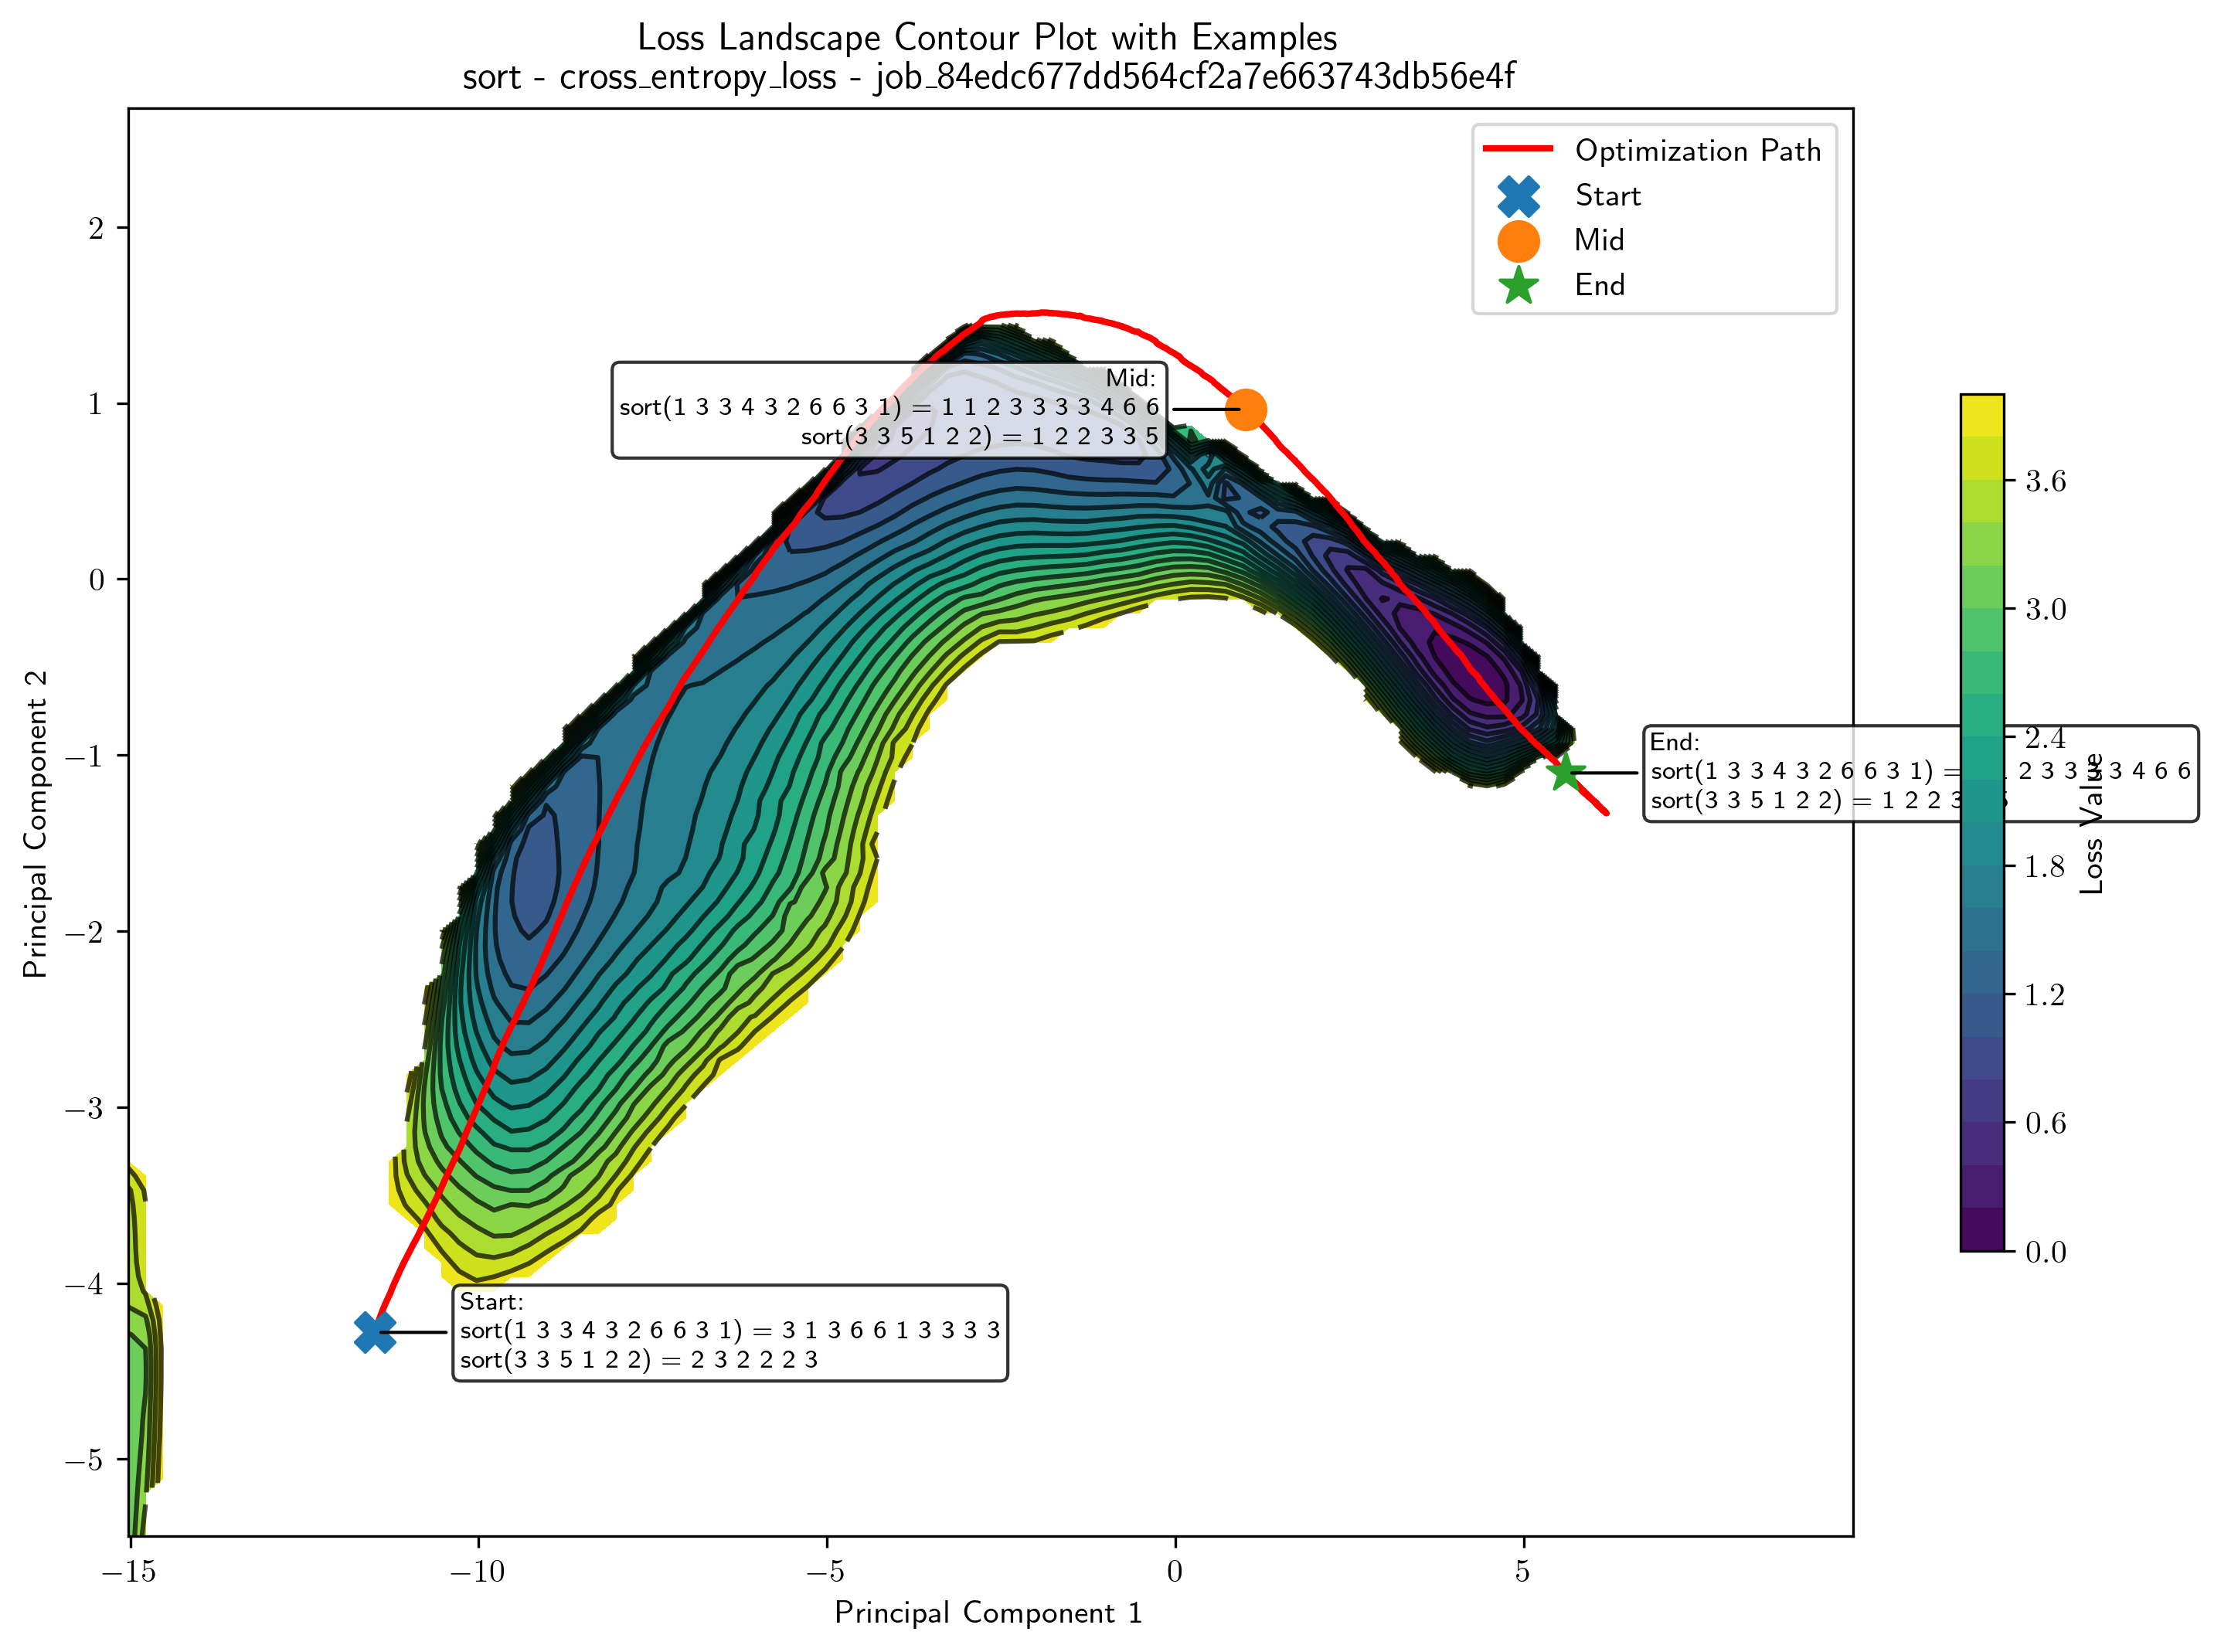 Loss Landscape Contour Plot with Examples
sort - cross_entropy_loss - job_84edc677dd564cf2a7e663743db56e4f
Optimization Path
Start
Mid
End
Mid:
sort(1 3 3 4 3 2 6 6 3 1) = 1 1 2 3 3 3 3 4 6 6
sort(3 3 5 1 2 2) = 1 2 2 3 3 5
End:
sort(1 3 3 4 3 2 6 6 3 1) = 1 2 3 3 3 3 4 6 6
sort(3 3 5 1 2 2) = 1 2 2 3 5
Start:
sort(1 3 3 4 3 2 6 6 3 1) = 3 1 3 6 6 1 3 3 3 3
sort(3 3 5 1 2 2) = 2 3 2 2 2 3
2
1
0
−1
−2
−3
−4
−5
Principal Component 2
−15
−10
−5
0
5
Principal Component 1
3.6
3.0
2.4
1.8
1.2
0.6
0.0
Loss Value